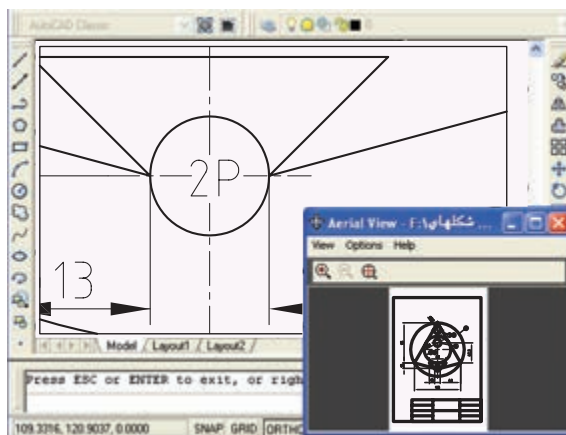 AutoCAD Classic
0
2P
13
Aerial View - F:\شکلهای ...
View Options Help
Model / Layout1 / Layout2 /
Press ESC or ENTER to exit, or righ
109.3316, 120.9037, 0.0000 SNAP GRID ORTHO